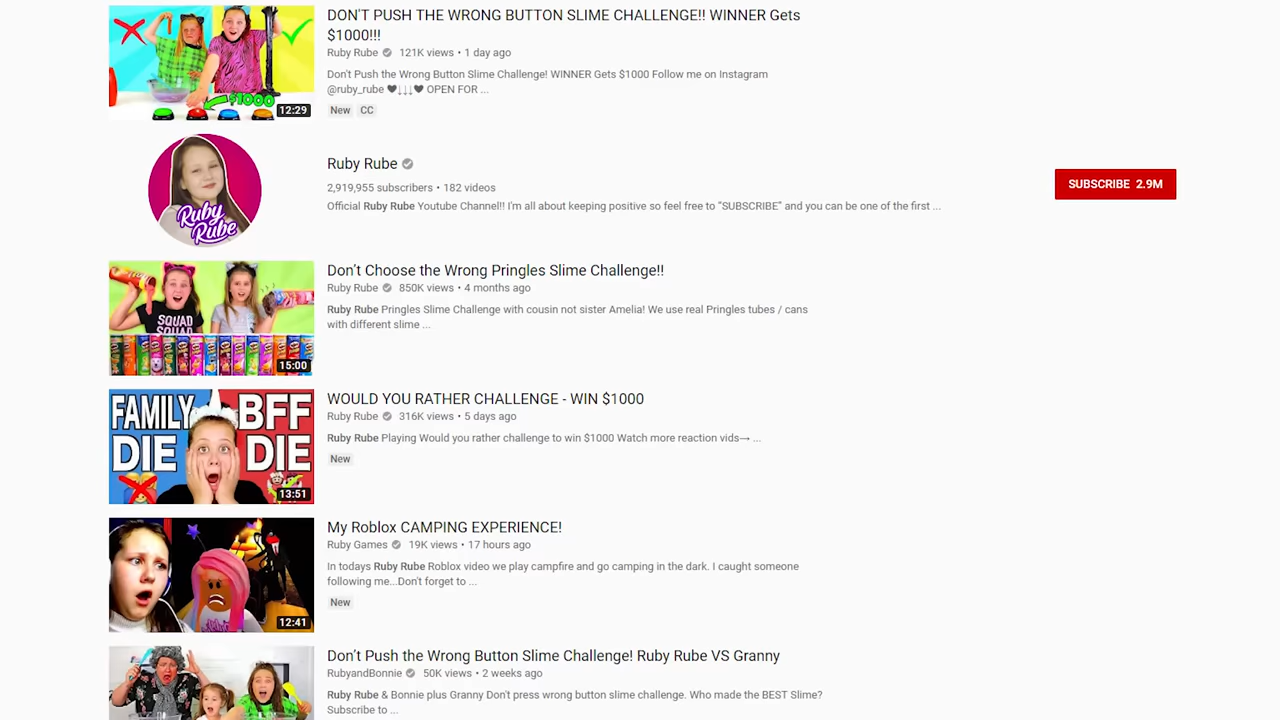 DON'T PUSH THE WRONG BUTTON SLIME CHALLENGE!! WINNER Gets
$1000!!!
Ruby Rube 121K views • 1 day ago
Don't Push the Wrong Button Slime Challenge! WINNER Gets $1000 Follow me on Instagram
@ruby_rube ♥↓↓↓♥ OPEN FOR ...
$1000
12:29
New CC
Ruby Rube
2,919,955 subscribers • 182 videos
Official Ruby Rube Youtube Channel!! I'm all about keeping positive so feel free to “SUBSCRIBE” and you can be one of the first ...
SUBSCRIBE 2.9M
Ruby
Rube
Don’t Choose the Wrong Pringles Slime Challenge!!
Ruby Rube 850K views • 4 months ago
Ruby Rube Pringles Slime Challenge with cousin not sister Amelia! We use real Pringles tubes / cans
with different slime ...
SQUAD
SQUAD
15:00
WOULD YOU RATHER CHALLENGE - WIN $1000
Ruby Rube 316K views • 5 days ago
Ruby Rube Playing Would you rather challenge to win $1000 Watch more reaction vids→ ...
New
FAMILY BFF
DIE DIE
13:51
My Roblox CAMPING EXPERIENCE!
Ruby Games 19K views • 17 hours ago
In todays Ruby Rube Roblox video we play campfire and go camping in the dark. I caught someone
following me...Don't forget to ...
New
12:41
Don’t Push the Wrong Button Slime Challenge! Ruby Rube VS Granny
RubyandBonnie 50K views • 2 weeks ago
Ruby Rube & Bonnie plus Granny Don't press wrong button slime challenge. Who made the BEST Slime?
Subscribe to ...